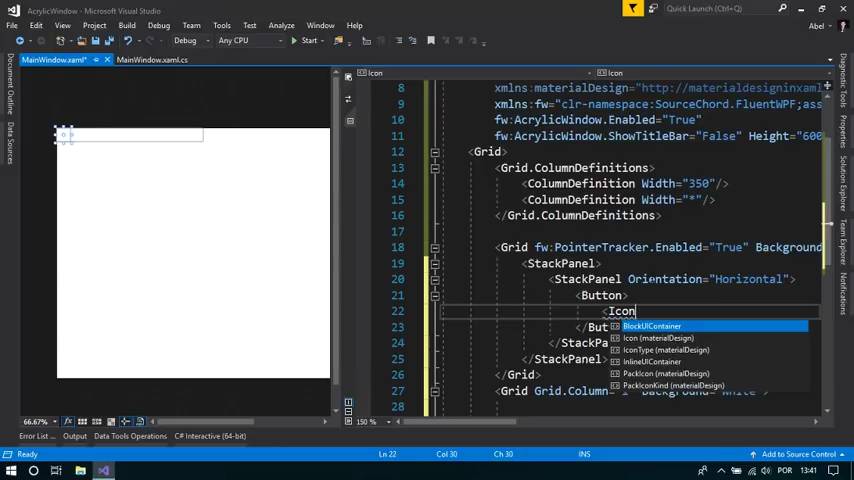 AcrylicWindow - Microsoft Visual Studio
Quick Launch (Ctrl+Q)
File Edit View Project Build Debug Team Tools Test Analyze Window Help
Abel
Debug Any CPU Start
MainWindow.xaml* MainWindow.xaml.cs
Document Outline
Data Sources
Icon Icon
8 xmlns:materialDesign="http://materialdesigninxaml
9 xmlns:fw="clr-namespace:SourceChord.FluentWPF;ass
10 fw:AcrylicWindow.Enabled="True"
11 fw:AcrylicWindow.ShowTitleBar="False" Height="600
12 <Grid>
13 <Grid.ColumnDefinitions>
14 <ColumnDefinition Width="350"/>
15 <ColumnDefinition Width="*"/>
16 </Grid.ColumnDefinitions>
17
18 <Grid fw:PointerTracker.Enabled="True" Background
19 <StackPanel>
20 <StackPanel Orientation="Horizontal">
21 <Button>
22 <Icon
23 </But
24 </StackPa
25 </StackPanel>
26 </Grid>
27 <Grid Grid.Column="1" Background="White">
28
BlockUIContainer
Icon (materialDesign)
IconType (materialDesign)
InlineUIContainer
PackIcon (materialDesign)
PackIconKind (materialDesign)
Diagnostic Tools
Properties
Solution Explorer
Team Explorer
Notifications
66.67% fx
150 %
Error List ... Output Data Tools Operations C# Interactive (64-bit)
Ready Ln 22 Col 30 Ch 30 INS Add to Source Control
POR 13:41